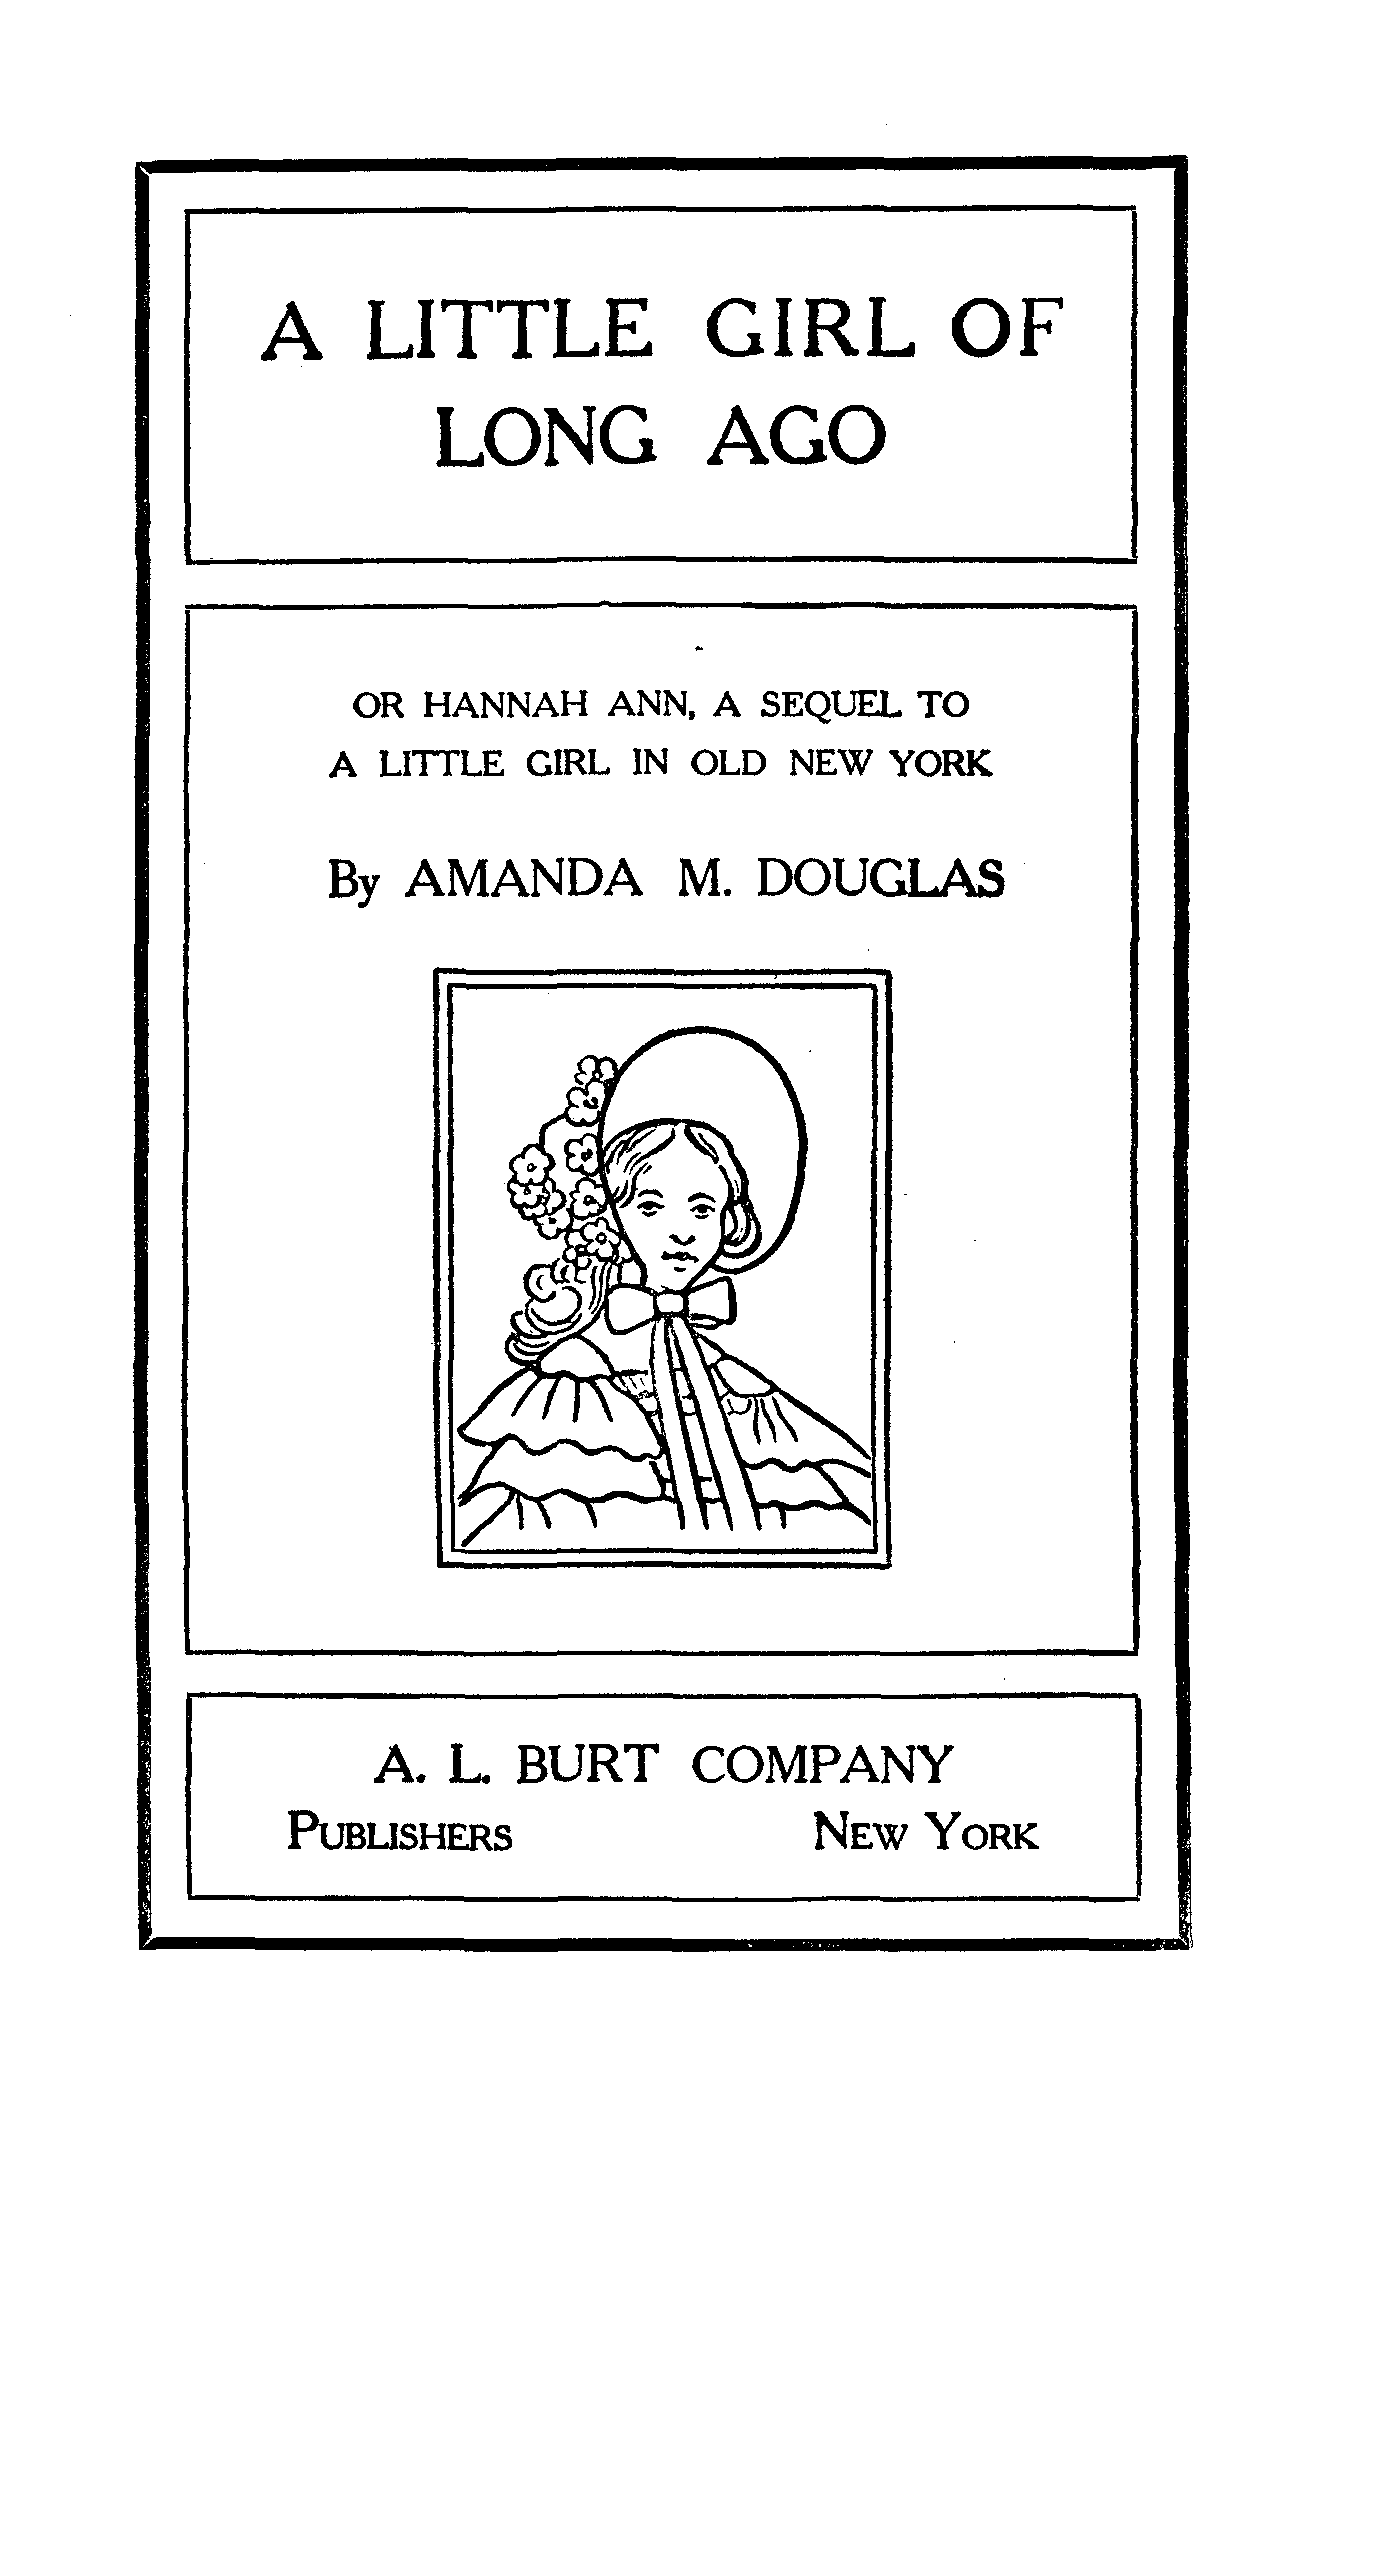 A LITTLE GIRL OF
LONG AGO
OR HANNAH ANN, A SEQUEL TO
A LITTLE GIRL IN OLD NEW YORK
By AMANDA M. DOUGLAS
A. L. BURT COMPANY
PUBLISHERS NEW YORK